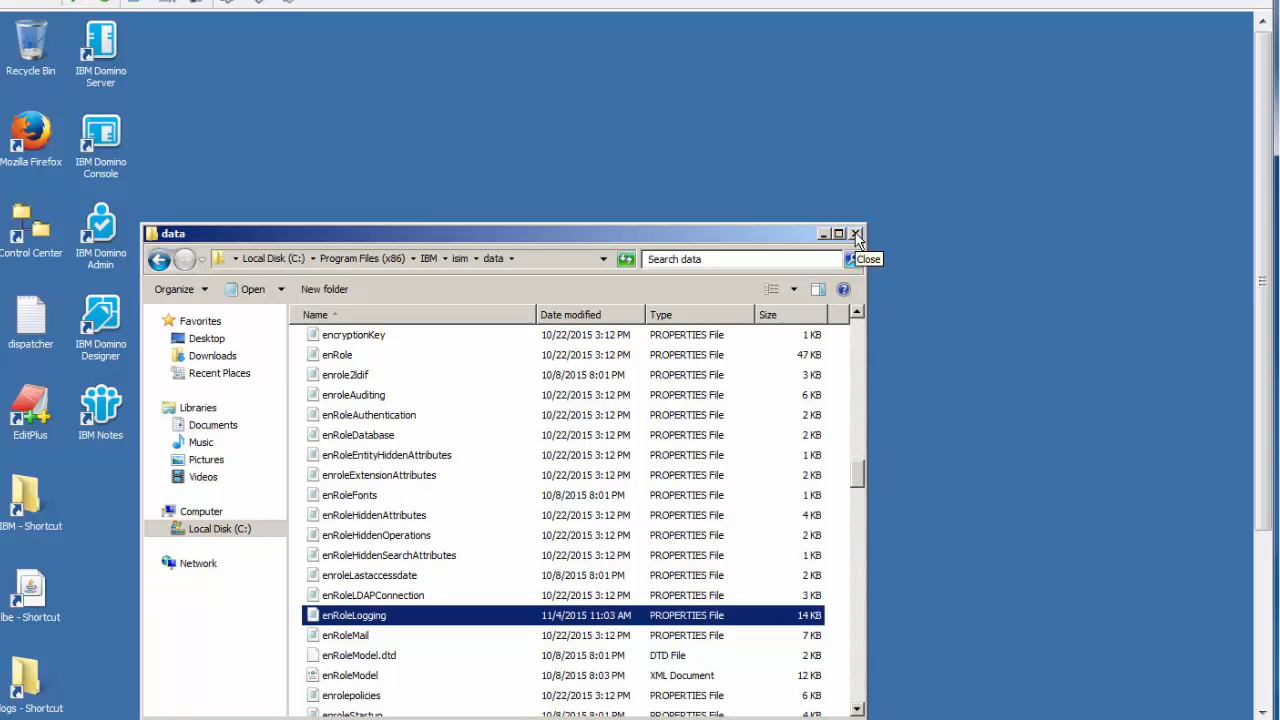 Recycle Bin
IBM Domino
Server
Mozilla Firefox
IBM Domino
Console
Control Center
IBM Domino
Admin
dispatcher
IBM Domino
Designer
EditPlus
IBM Notes
IBM - Shortcut
lbe - Shortcut
logs - Shortcut
data
Close
Local Disk (C:) Program Files (x86) IBM isim data
Search data
Organize Open New folder
Favorites
Desktop
Downloads
Recent Places
Libraries
Documents
Music
Pictures
Videos
Computer
Local Disk (C:)
Network
Name Date modified Type Size
encryptionKey 10/22/2015 3:12 PM PROPERTIES File 1 KB
enRole 10/22/2015 3:12 PM PROPERTIES File 47 KB
enrole2ldif 10/8/2015 8:01 PM PROPERTIES File 3 KB
enroleAuditing 10/22/2015 3:12 PM PROPERTIES File 6 KB
enRoleAuthentication 10/22/2015 3:12 PM PROPERTIES File 2 KB
enRoleDatabase 10/22/2015 3:12 PM PROPERTIES File 2 KB
enRoleEntityHiddenAttributes 10/22/2015 3:12 PM PROPERTIES File 1 KB
enroleExtensionAttributes 10/22/2015 3:12 PM PROPERTIES File 2 KB
enRoleFonts 10/8/2015 8:01 PM PROPERTIES File 1 KB
enRoleHiddenAttributes 10/22/2015 3:12 PM PROPERTIES File 4 KB
enRoleHiddenOperations 10/22/2015 3:12 PM PROPERTIES File 2 KB
enRoleHiddenSearchAttributes 10/22/2015 3:12 PM PROPERTIES File 1 KB
enroleLastaccessdate 10/8/2015 8:01 PM PROPERTIES File 2 KB
enRoleLDAPConnection 10/22/2015 3:12 PM PROPERTIES File 3 KB
enRoleLogging 11/4/2015 11:03 AM PROPERTIES File 14 KB
enRoleMail 10/22/2015 3:12 PM PROPERTIES File 7 KB
enRoleModel.dtd 10/8/2015 8:01 PM DTD File 2 KB
enRoleModel 10/8/2015 8:03 PM XML Document 12 KB
enrolepolicies 10/22/2015 3:12 PM PROPERTIES File 6 KB
enroleStartup 10/22/2015 3:12 PM PROPERTIES File 4 KB